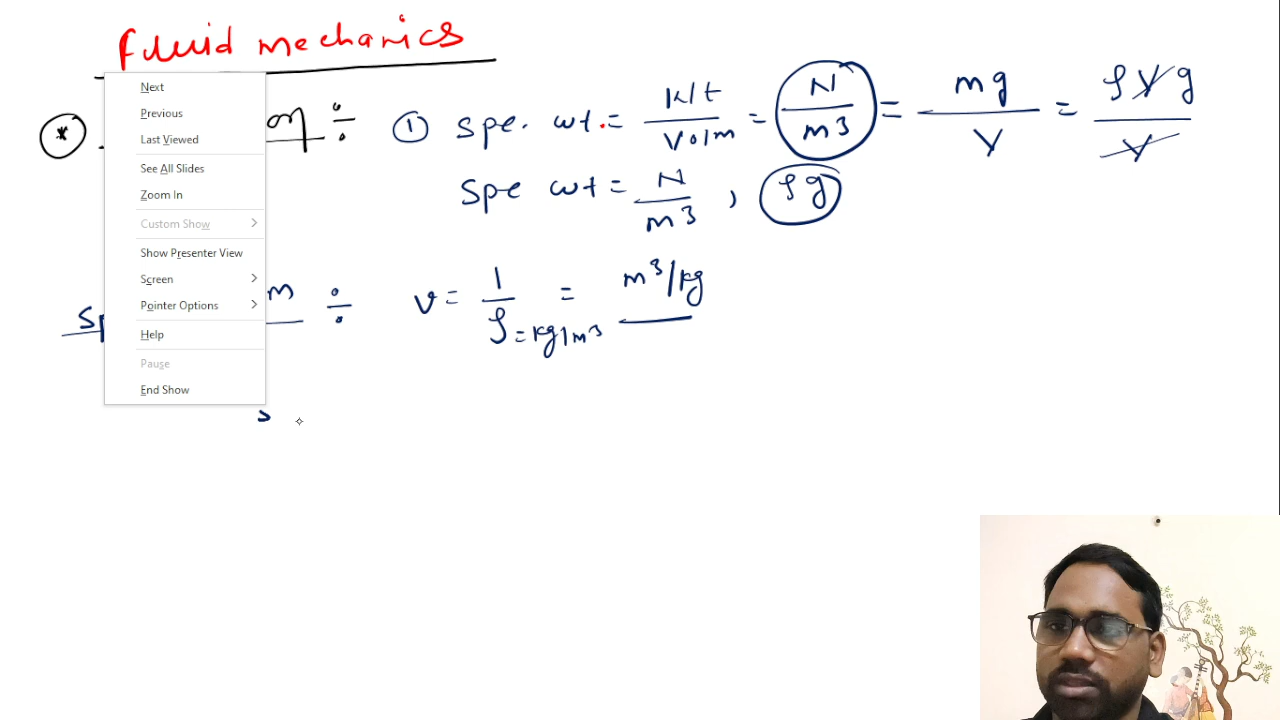 Fluid mechanics
Next
Previous
Last Viewed
See All Slides
Zoom In
Custom Show
Show Presenter View
Screen
Pointer Options
Help
Pause
End Show
* on ÷ ① spe. wt. = wt / Volm = N / m3 = mg / V = ρVg / V
spe wt = N / m3 , ρg
Sp m ÷ v = 1 / ρ = kg/m3 = m3/kg